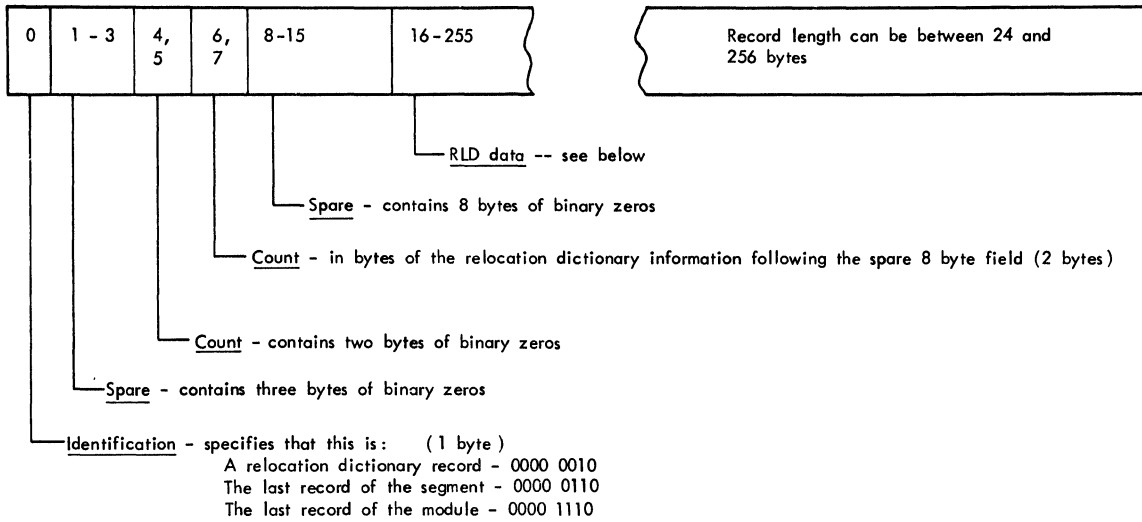 0
1 - 3
4,
5
6,
7
8-15
16-255
Record length can be between 24 and
256 bytes
RLD data -- see below
Spare - contains 8 bytes of binary zeros
Count - in bytes of the relocation dictionary information following the spare 8 byte field (2 bytes)
Count - contains two bytes of binary zeros
Spare - contains three bytes of binary zeros
Identification - specifies that this is: (1 byte)
A relocation dictionary record - 0000 0010
The last record of the segment - 0000 0110
The last record of the module - 0000 1110